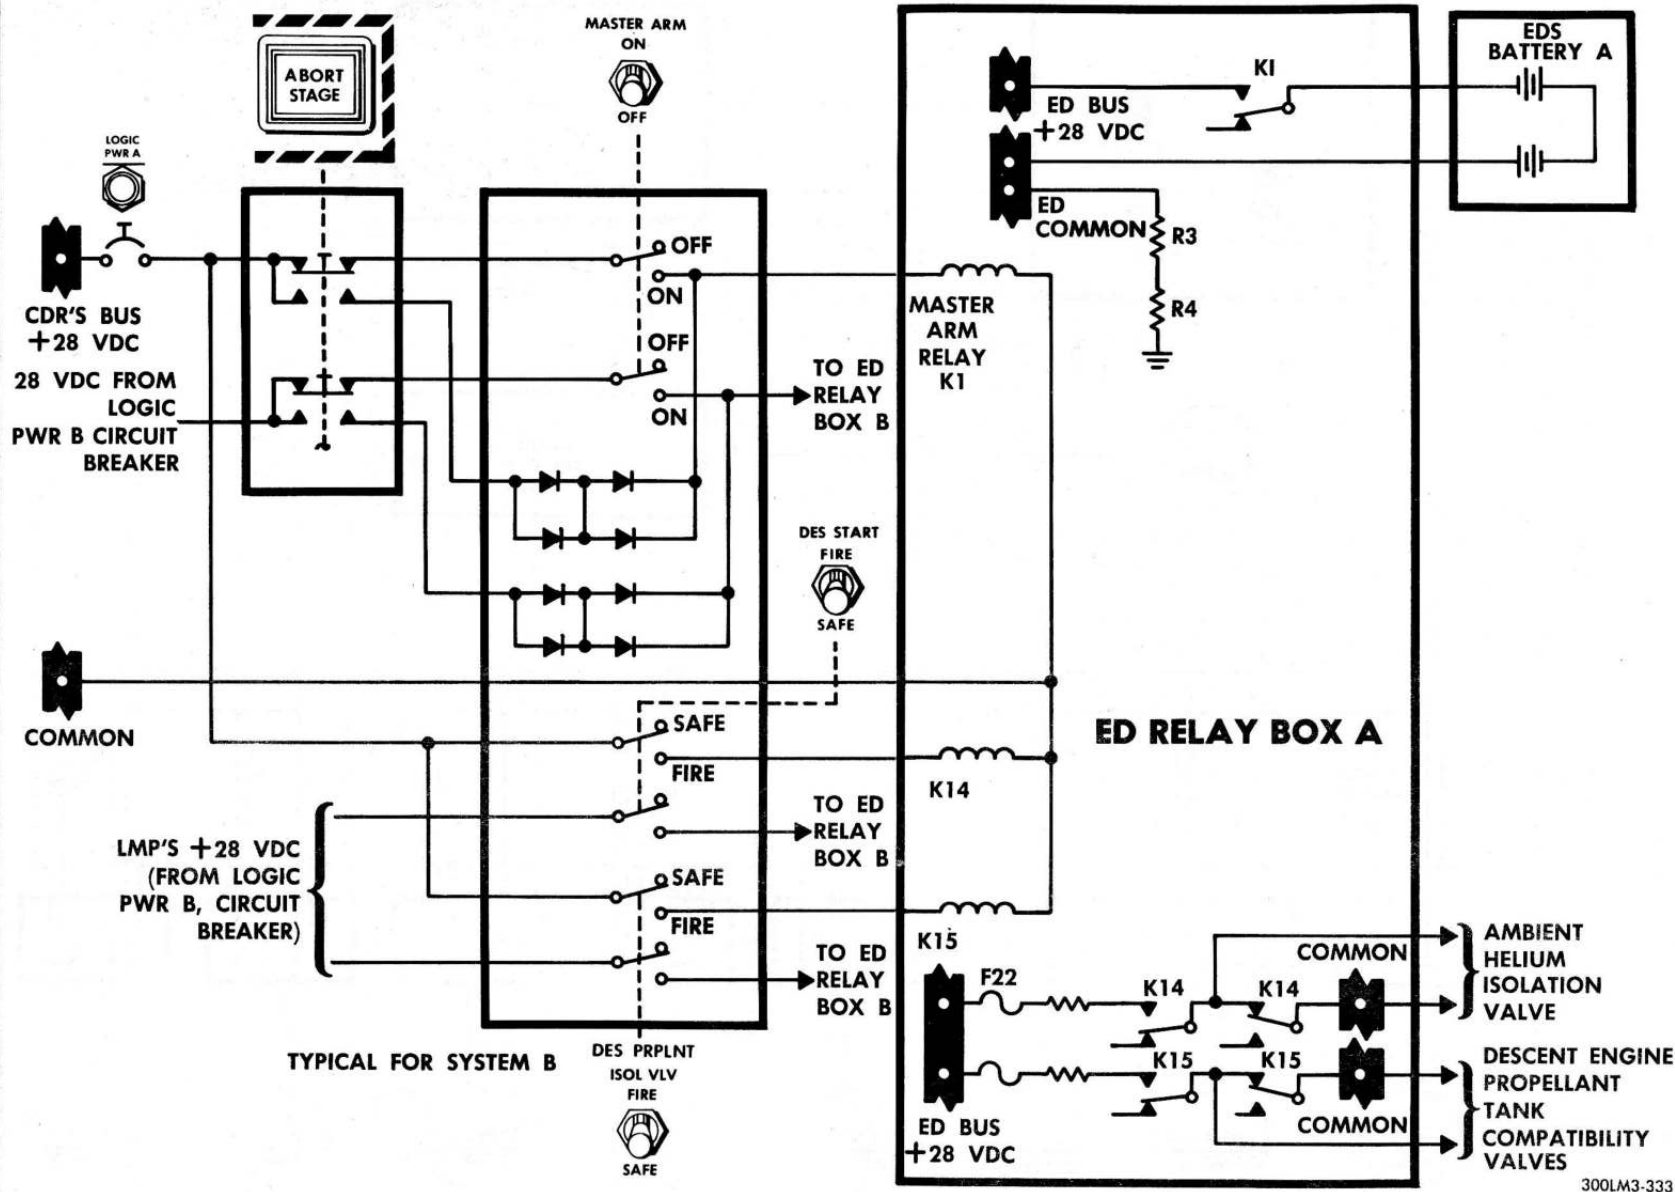 ABORT
STAGE
MASTER ARM
ON
OFF
LOGIC
PWR A
CDR'S BUS
+28 VDC
28 VDC FROM
LOGIC
PWR B CIRCUIT
BREAKER
OFF
ON
OFF
ON
TO ED
RELAY
BOX B
MASTER
ARM
RELAY
K1
ED BUS
+28 VDC
ED
COMMON
K1
R3
R4
EDS
BATTERY A
DES START
FIRE
SAFE
COMMON
SAFE
FIRE
K14
TO ED
RELAY
BOX B
LMP'S +28 VDC
(FROM LOGIC
PWR B, CIRCUIT
BREAKER)
SAFE
FIRE
K15
TO ED
RELAY
BOX B
ED RELAY BOX A
F22
K14
K14
COMMON
K15
K15
COMMON
ED BUS
+28 VDC
AMBIENT
HELIUM
ISOLATION
VALVE
DESCENT ENGINE
PROPELLANT
TANK
COMPATIBILITY
VALVES
TYPICAL FOR SYSTEM B
DES PRPLNT
ISOL VLV
FIRE
SAFE
300LM3-333